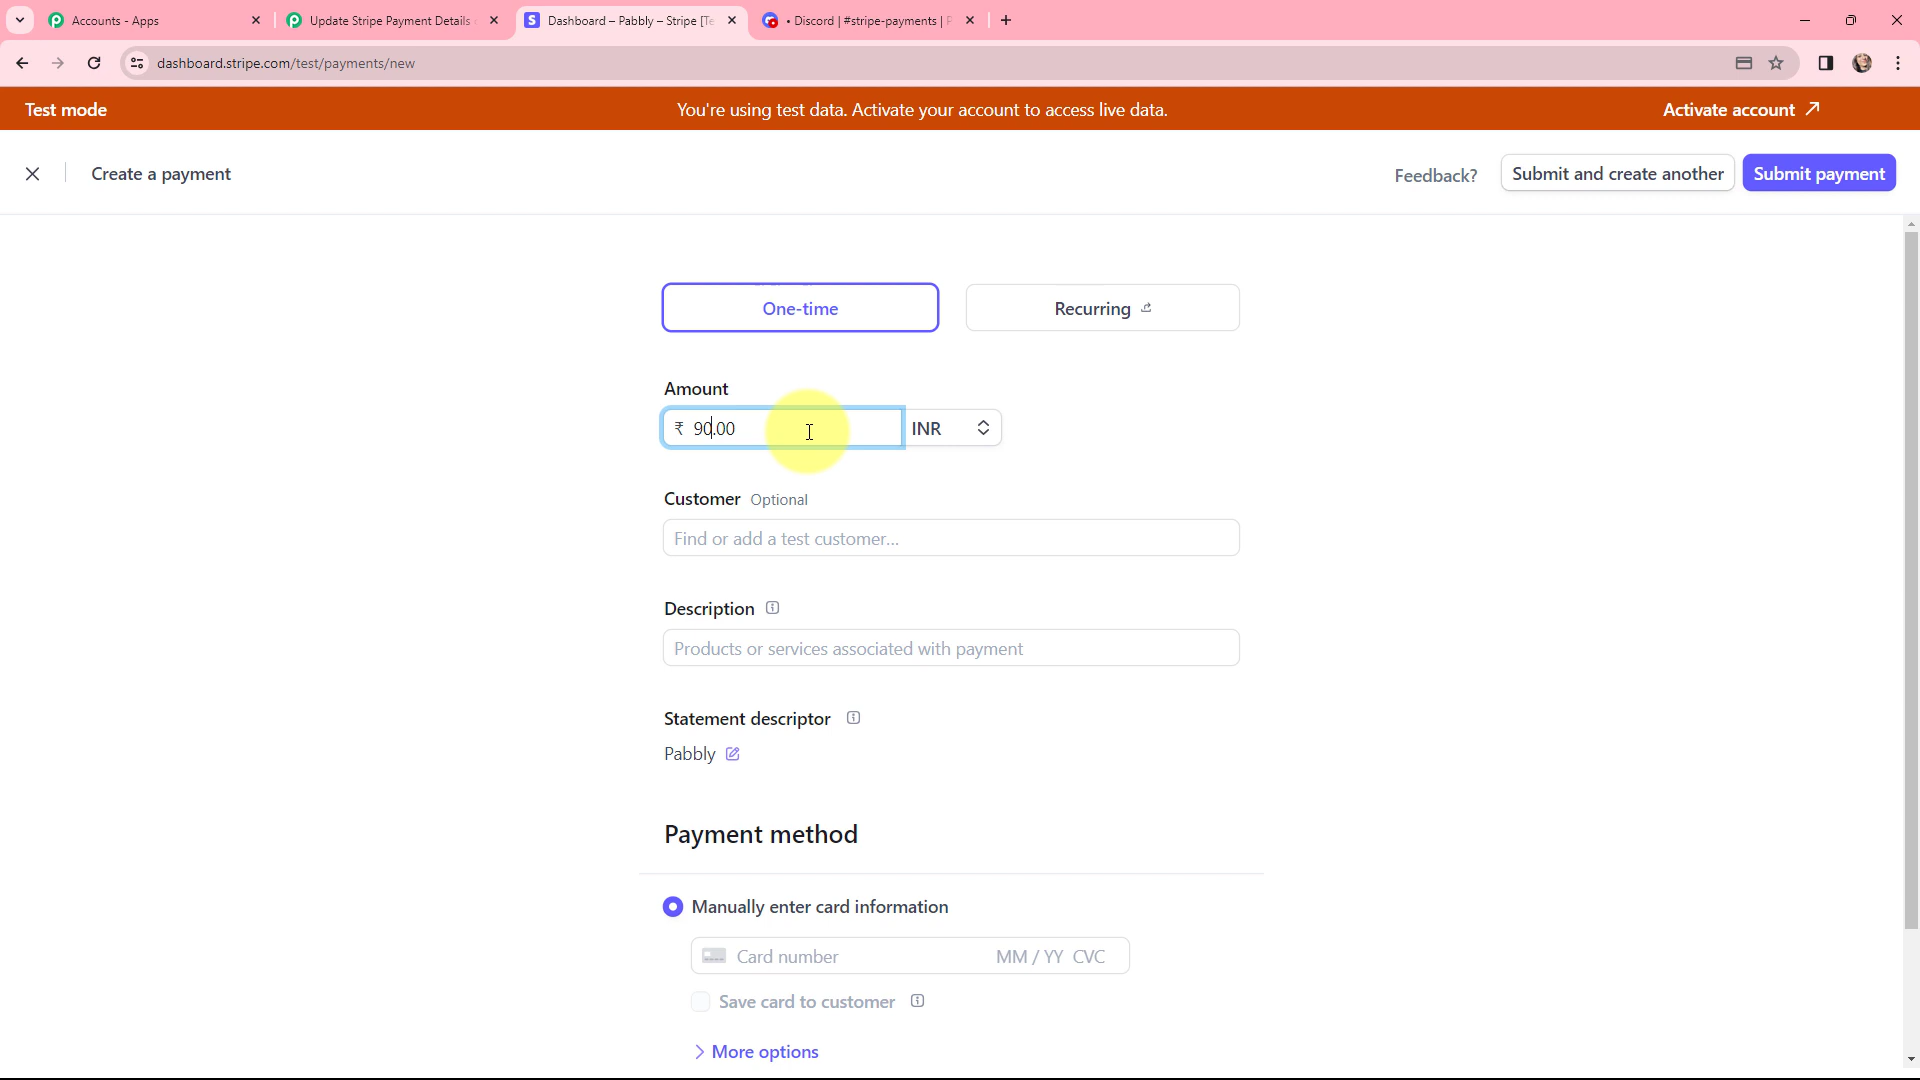 Accounts - Apps
Update Stripe Payment Details
Dashboard – Pabbly – Stripe [Te
• Discord | #stripe-payments | P
dashboard.stripe.com/test/payments/new
Test mode
You're using test data. Activate your account to access live data.
Activate account
Create a payment
Feedback?
Submit and create another
Submit payment
One-time
Recurring
Amount
₹ 90.00
INR
Customer Optional
Find or add a test customer...
Description
Products or services associated with payment
Statement descriptor
Pabbly
Payment method
Manually enter card information
Card number MM / YY CVC
Save card to customer
More options